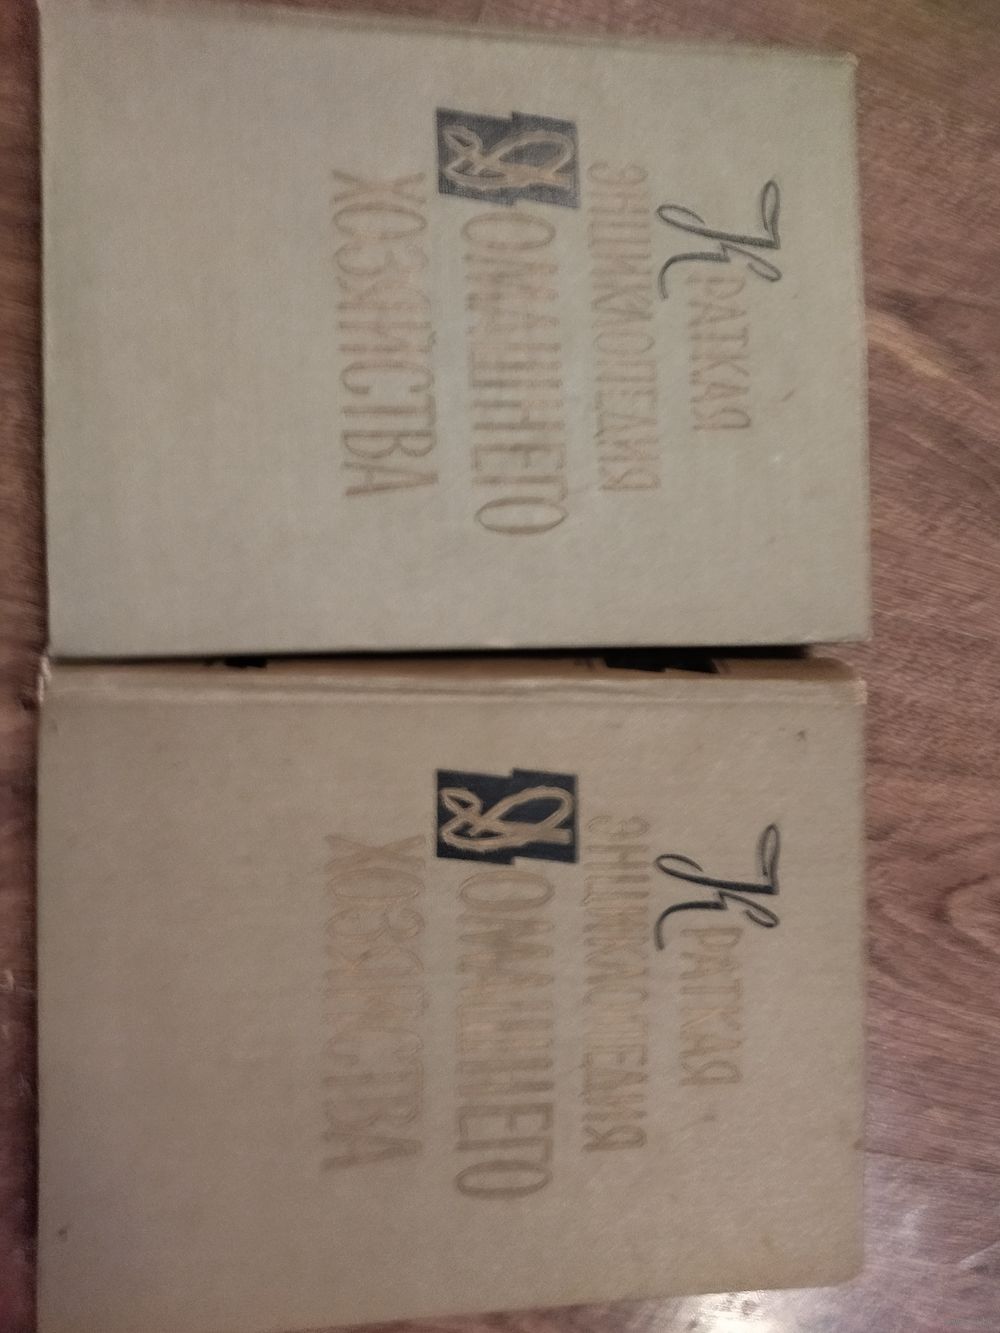 КРАТКАЯ
ЭНЦИКЛОПЕДИЯ
ДОМАШНЕГО
ХОЗЯЙСТВА
КРАТКАЯ
ЭНЦИКЛОПЕДИЯ
ДОМАШНЕГО
ХОЗЯЙСТВА